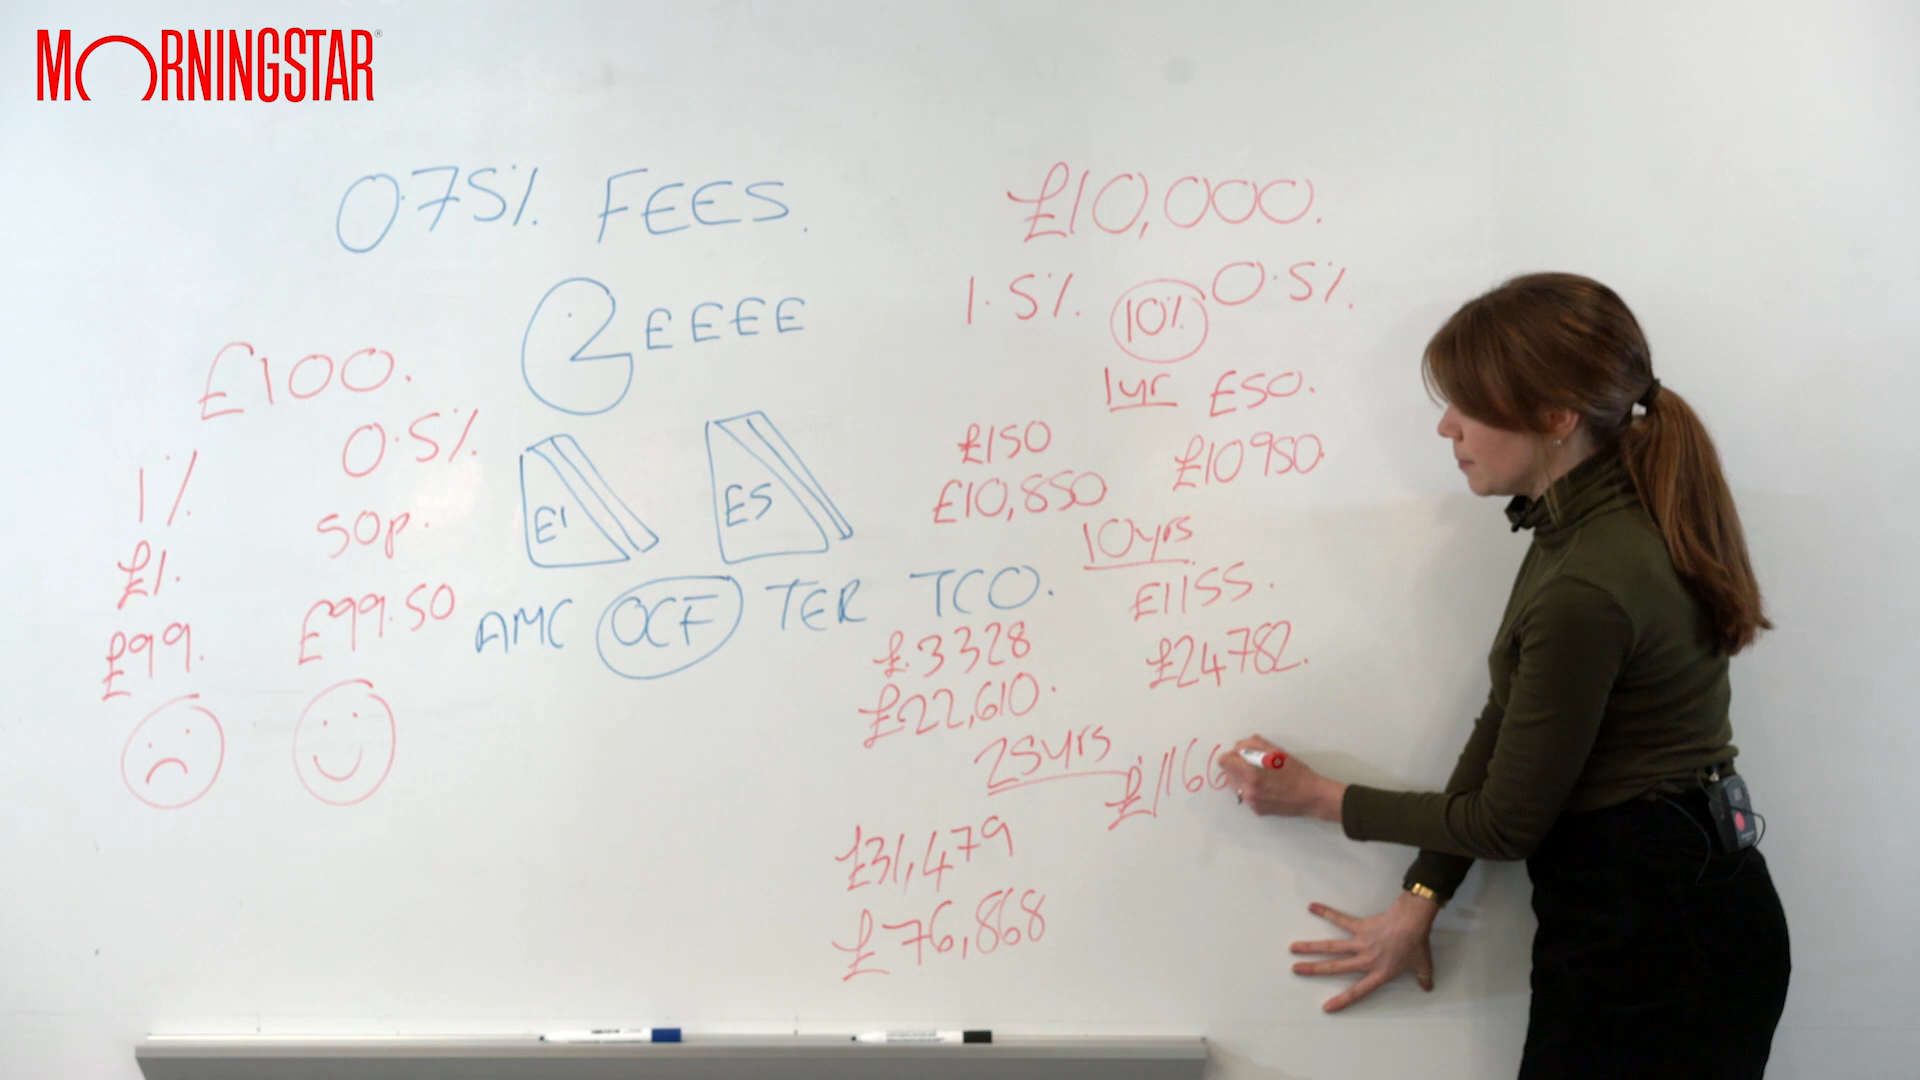 MORNINGSTAR
0.75% FEES.
££££
£100.
1% 0.5%
£1. 50p.
£99. £99.50
£1 £5
AMC OCF TER TCO.
£10,000.
1.5% 10% 0.5%.
1yr £50.
£150
£10,850 £10950.
10yrs
£1155.
£3328 £24782.
£22,610.
25yrs
£1166
£31,479
£76,868